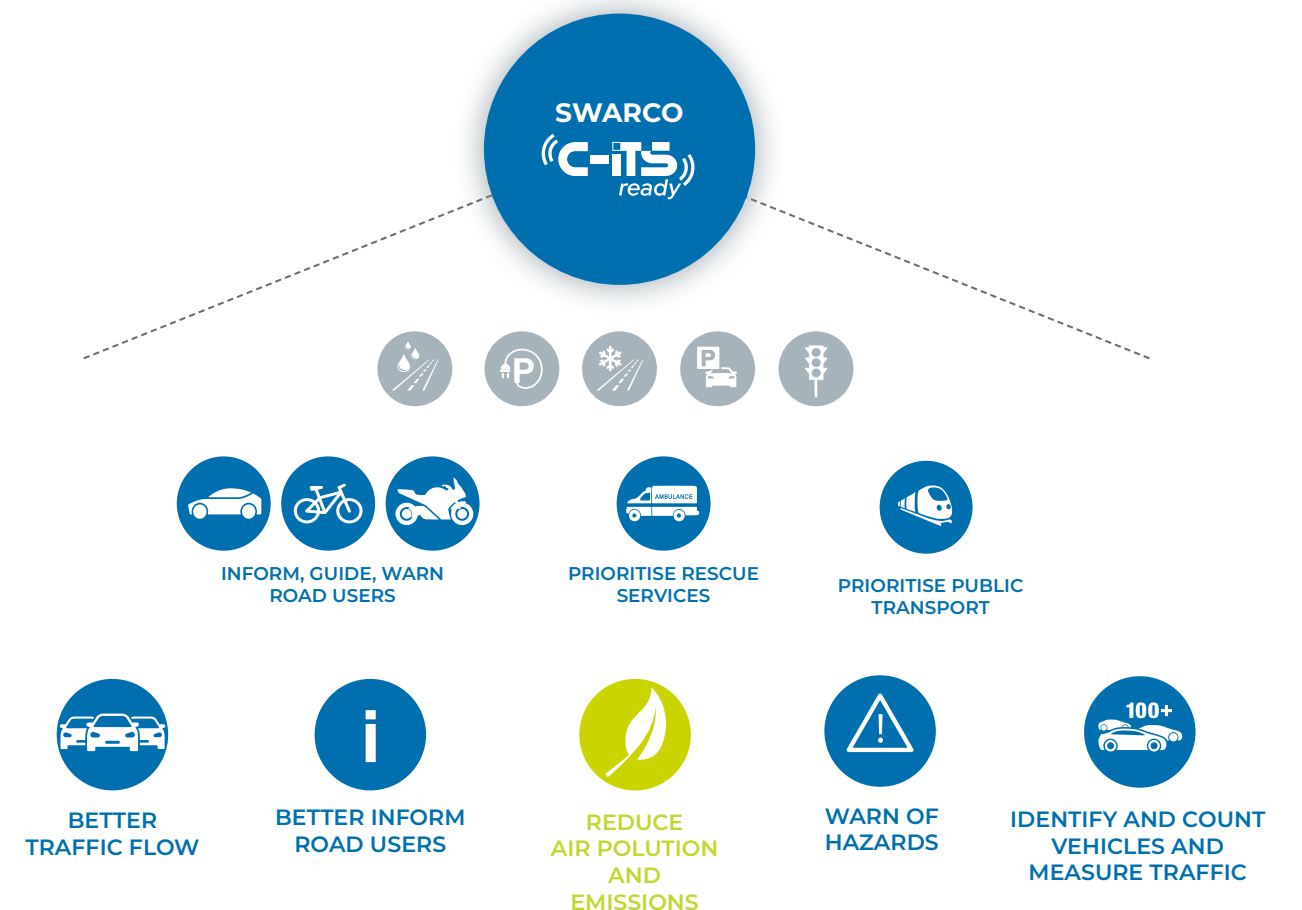 SWARCO
C-iTS
ready
P
P
AMBULANCE
INFORM, GUIDE, WARN
ROAD USERS
PRIORITISE RESCUE
SERVICES
PRIORITISE PUBLIC
TRANSPORT
i
!
100+
BETTER
TRAFFIC FLOW
BETTER INFORM
ROAD USERS
REDUCE
AIR POLUTION
AND
EMISSIONS
WARN OF
HAZARDS
IDENTIFY AND COUNT
VEHICLES AND
MEASURE TRAFFIC